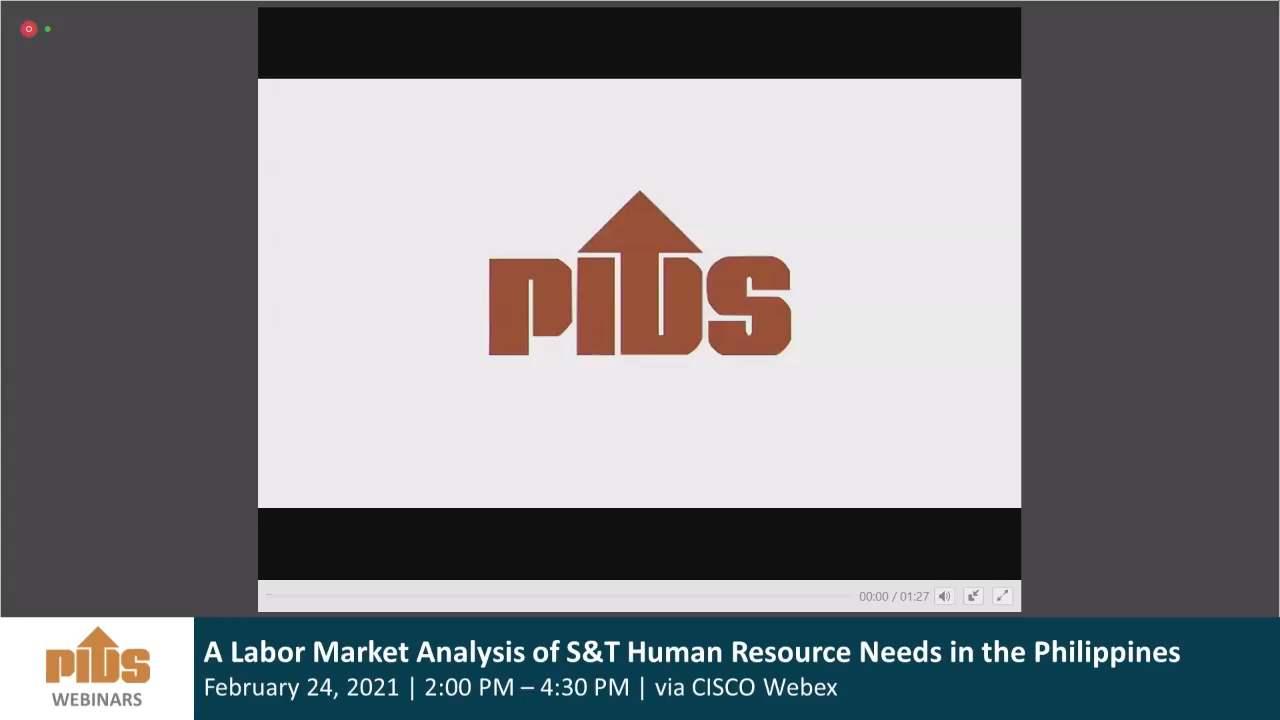 PIDS
00:00 / 01:27
PIDS
WEBINARS
A Labor Market Analysis of S&T Human Resource Needs in the Philippines
February 24, 2021 | 2:00 PM – 4:30 PM | via CISCO Webex